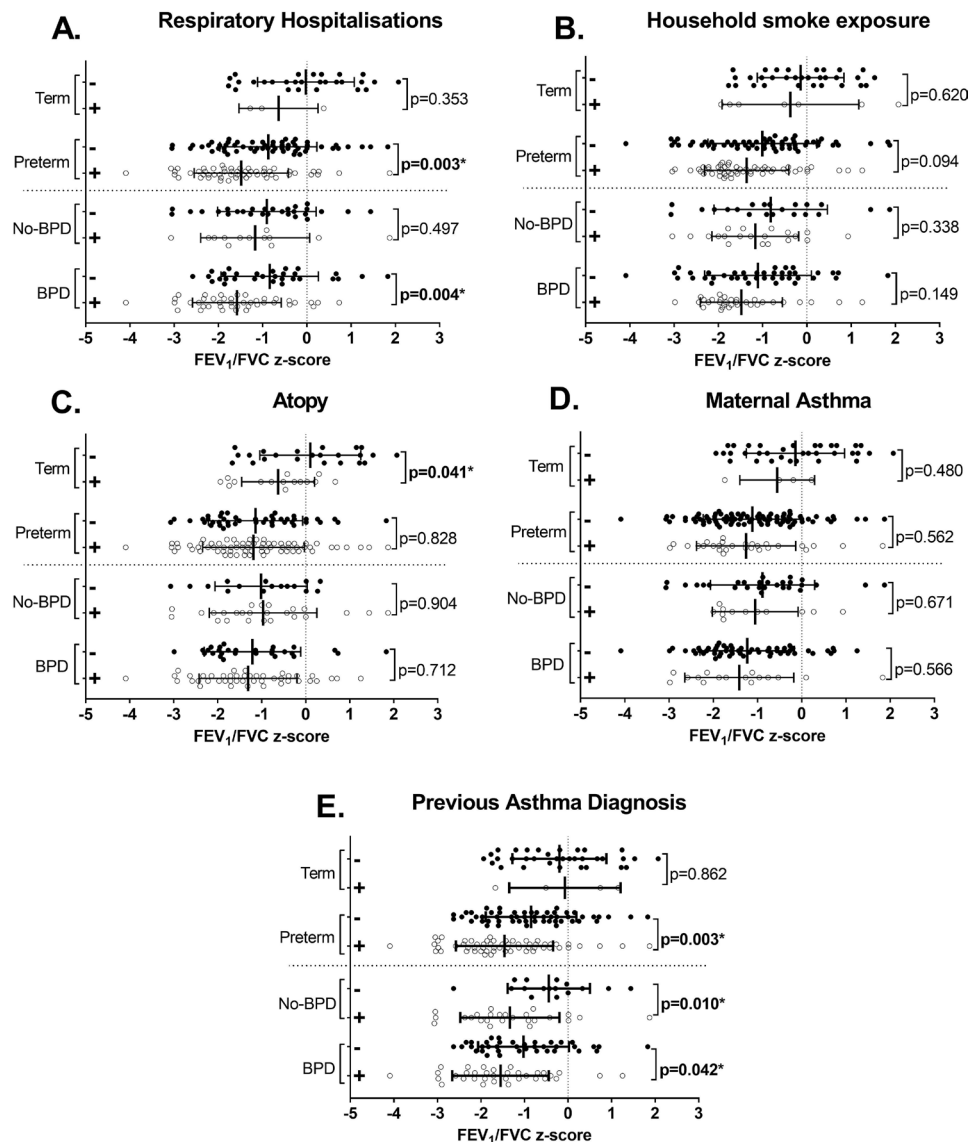 A. Respiratory Hospitalisations
Term
-
+
p=0.353
Preterm
-
+
p=0.003*
No-BPD
-
+
p=0.497
BPD
-
+
p=0.004*
-5 -4 -3 -2 -1 0 1 2 3
FEV1/FVC z-score
B. Household smoke exposure
Term
-
+
p=0.620
Preterm
-
+
p=0.094
No-BPD
-
+
p=0.338
BPD
-
+
p=0.149
-5 -4 -3 -2 -1 0 1 2 3
FEV1/FVC z-score
C. Atopy
Term
-
+
p=0.041*
Preterm
-
+
p=0.828
No-BPD
-
+
p=0.904
BPD
-
+
p=0.712
-5 -4 -3 -2 -1 0 1 2 3
FEV1/FVC z-score
D. Maternal Asthma
Term
-
+
p=0.480
Preterm
-
+
p=0.562
No-BPD
-
+
p=0.671
BPD
-
+
p=0.566
-5 -4 -3 -2 -1 0 1 2 3
FEV1/FVC z-score
E. Previous Asthma Diagnosis
Term
-
+
p=0.862
Preterm
-
+
p=0.003*
No-BPD
-
+
p=0.010*
BPD
-
+
p=0.042*
-5 -4 -3 -2 -1 0 1 2 3
FEV1/FVC z-score